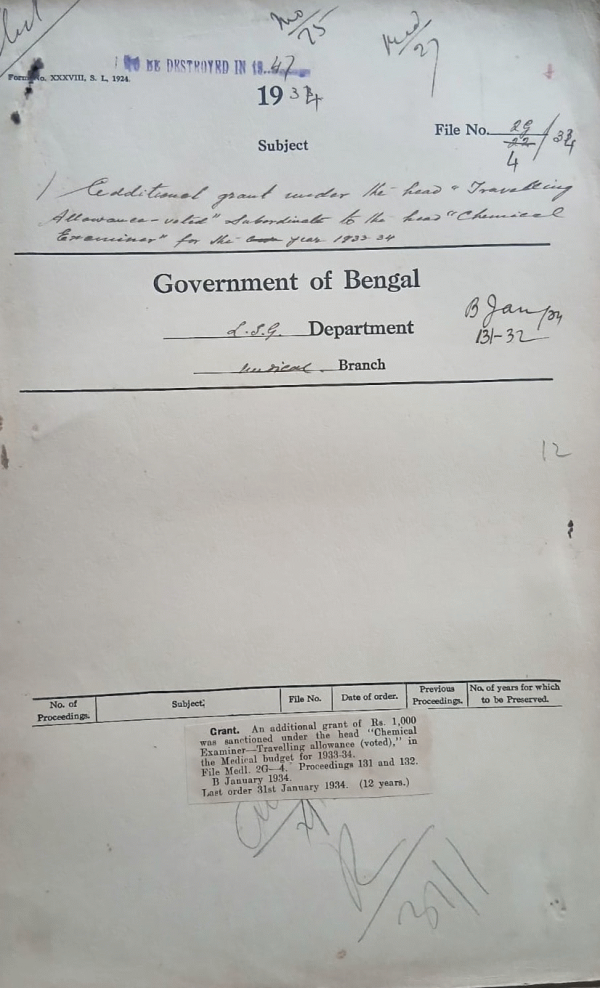 No/25
Med/27
TO BE DESTROYED IN 19..47
Form No. XXXVIII, S. L, 1924.
1934
File No. 2G/4/34
Subject
Additional grant under the head "Travelling
Allowance-voted" Subordinate to the head "Chemical
Examiner" for the year 1933-34
Government of Bengal
L.S.G. Department
B Jan/34
131-32
Medical Branch
12
No. of Proceedings.
Subject.
File No.
Date of order.
Previous Proceedings.
No. of years for which to be Preserved.
Grant. An additional grant of Rs. 1,000
was sanctioned under the head "Chemical
Examiner—Travelling allowance (voted)," in
the Medical budget for 1933-34.
File Medl. 2G—4. Proceedings 131 and 132.
B January 1934.
Last order 31st January 1934. (12 years.)